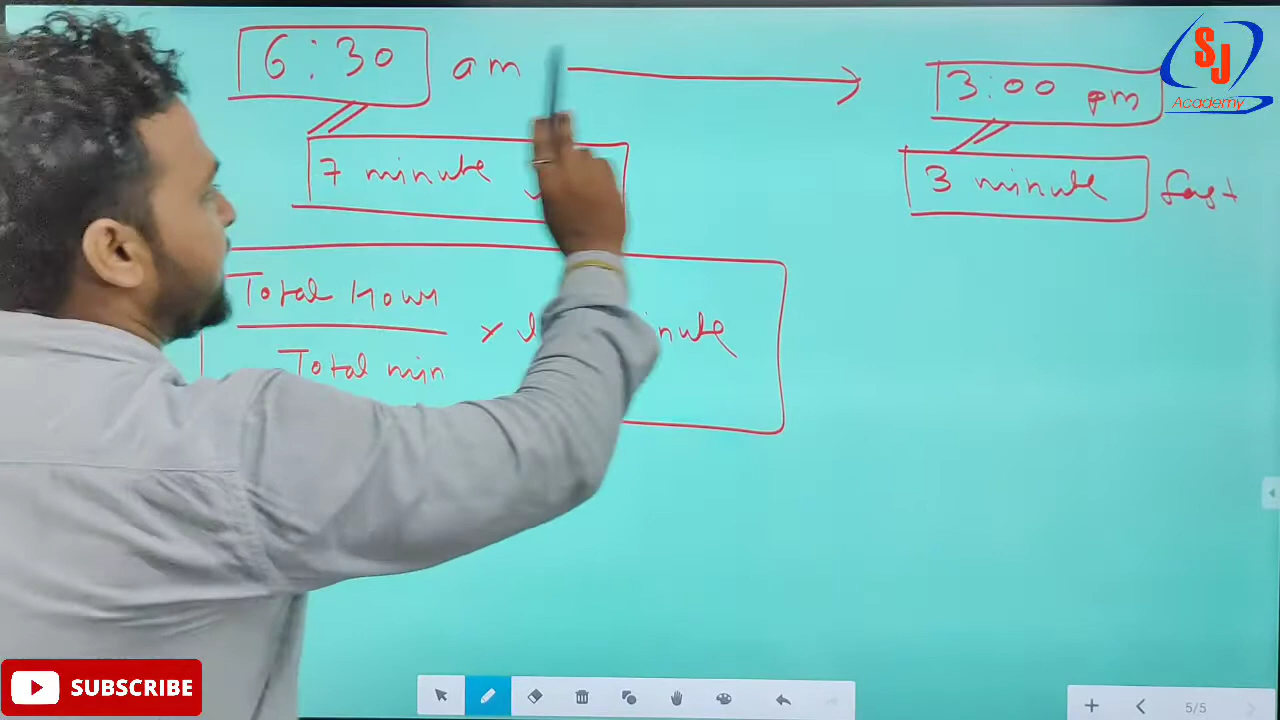 6:30 am
3:00 pm
SJ
Academy
7 minute
3 minute fast
Total Hour
Total min
×
5/5
SUBSCRIBE